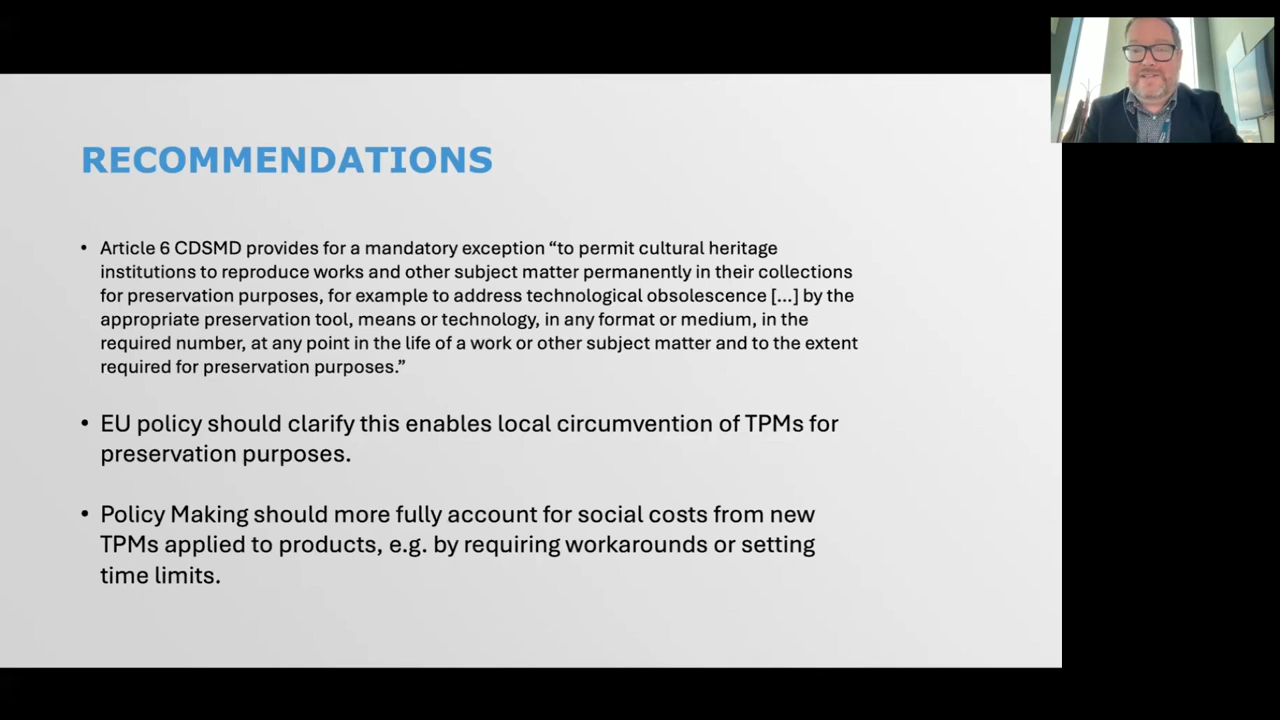 RECOMMENDATIONS
• Article 6 CDSMD provides for a mandatory exception “to permit cultural heritage
institutions to reproduce works and other subject matter permanently in their collections
for preservation purposes, for example to address technological obsolescence [...] by the
appropriate preservation tool, means or technology, in any format or medium, in the
required number, at any point in the life of a work or other subject matter and to the extent
required for preservation purposes.”
• EU policy should clarify this enables local circumvention of TPMs for
preservation purposes.
• Policy Making should more fully account for social costs from new
TPMs applied to products, e.g. by requiring workarounds or setting
time limits.